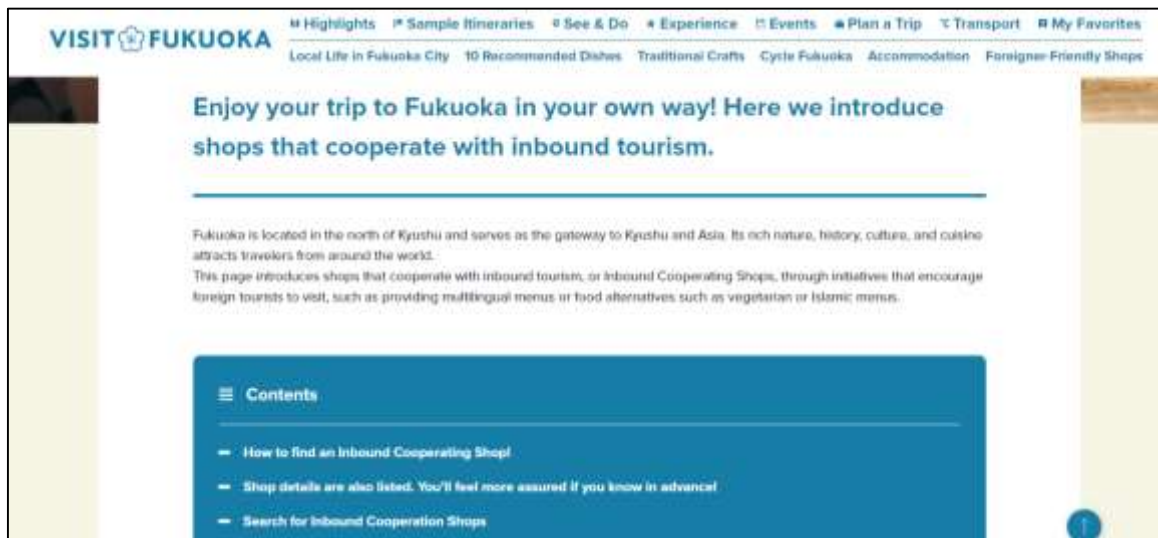 VISIT FUKUOKA
Highlights Sample Itineraries See & Do Experience Events Plan a Trip Transport My Favorites
Local Life in Fukuoka City 10 Recommended Dishes Traditional Crafts Cycle Fukuoka Accommodation Foreigner-Friendly Shops
Enjoy your trip to Fukuoka in your own way! Here we introduce
shops that cooperate with inbound tourism.
Fukuoka is located in the north of Kyushu and serves as the gateway to Kyushu and Asia. Its rich nature, history, culture, and cuisine
attracts travelers from around the world.
This page introduces shops that cooperate with inbound tourism, or Inbound Cooperating Shops, through initiatives that encourage
foreign tourists to visit, such as providing multilingual menus or food alternatives such as vegetarian or Islamic menus.
Contents
How to find an Inbound Cooperating Shop!
Shop details are also listed. You'll feel more assured if you know in advance!
Search for Inbound Cooperation Shops